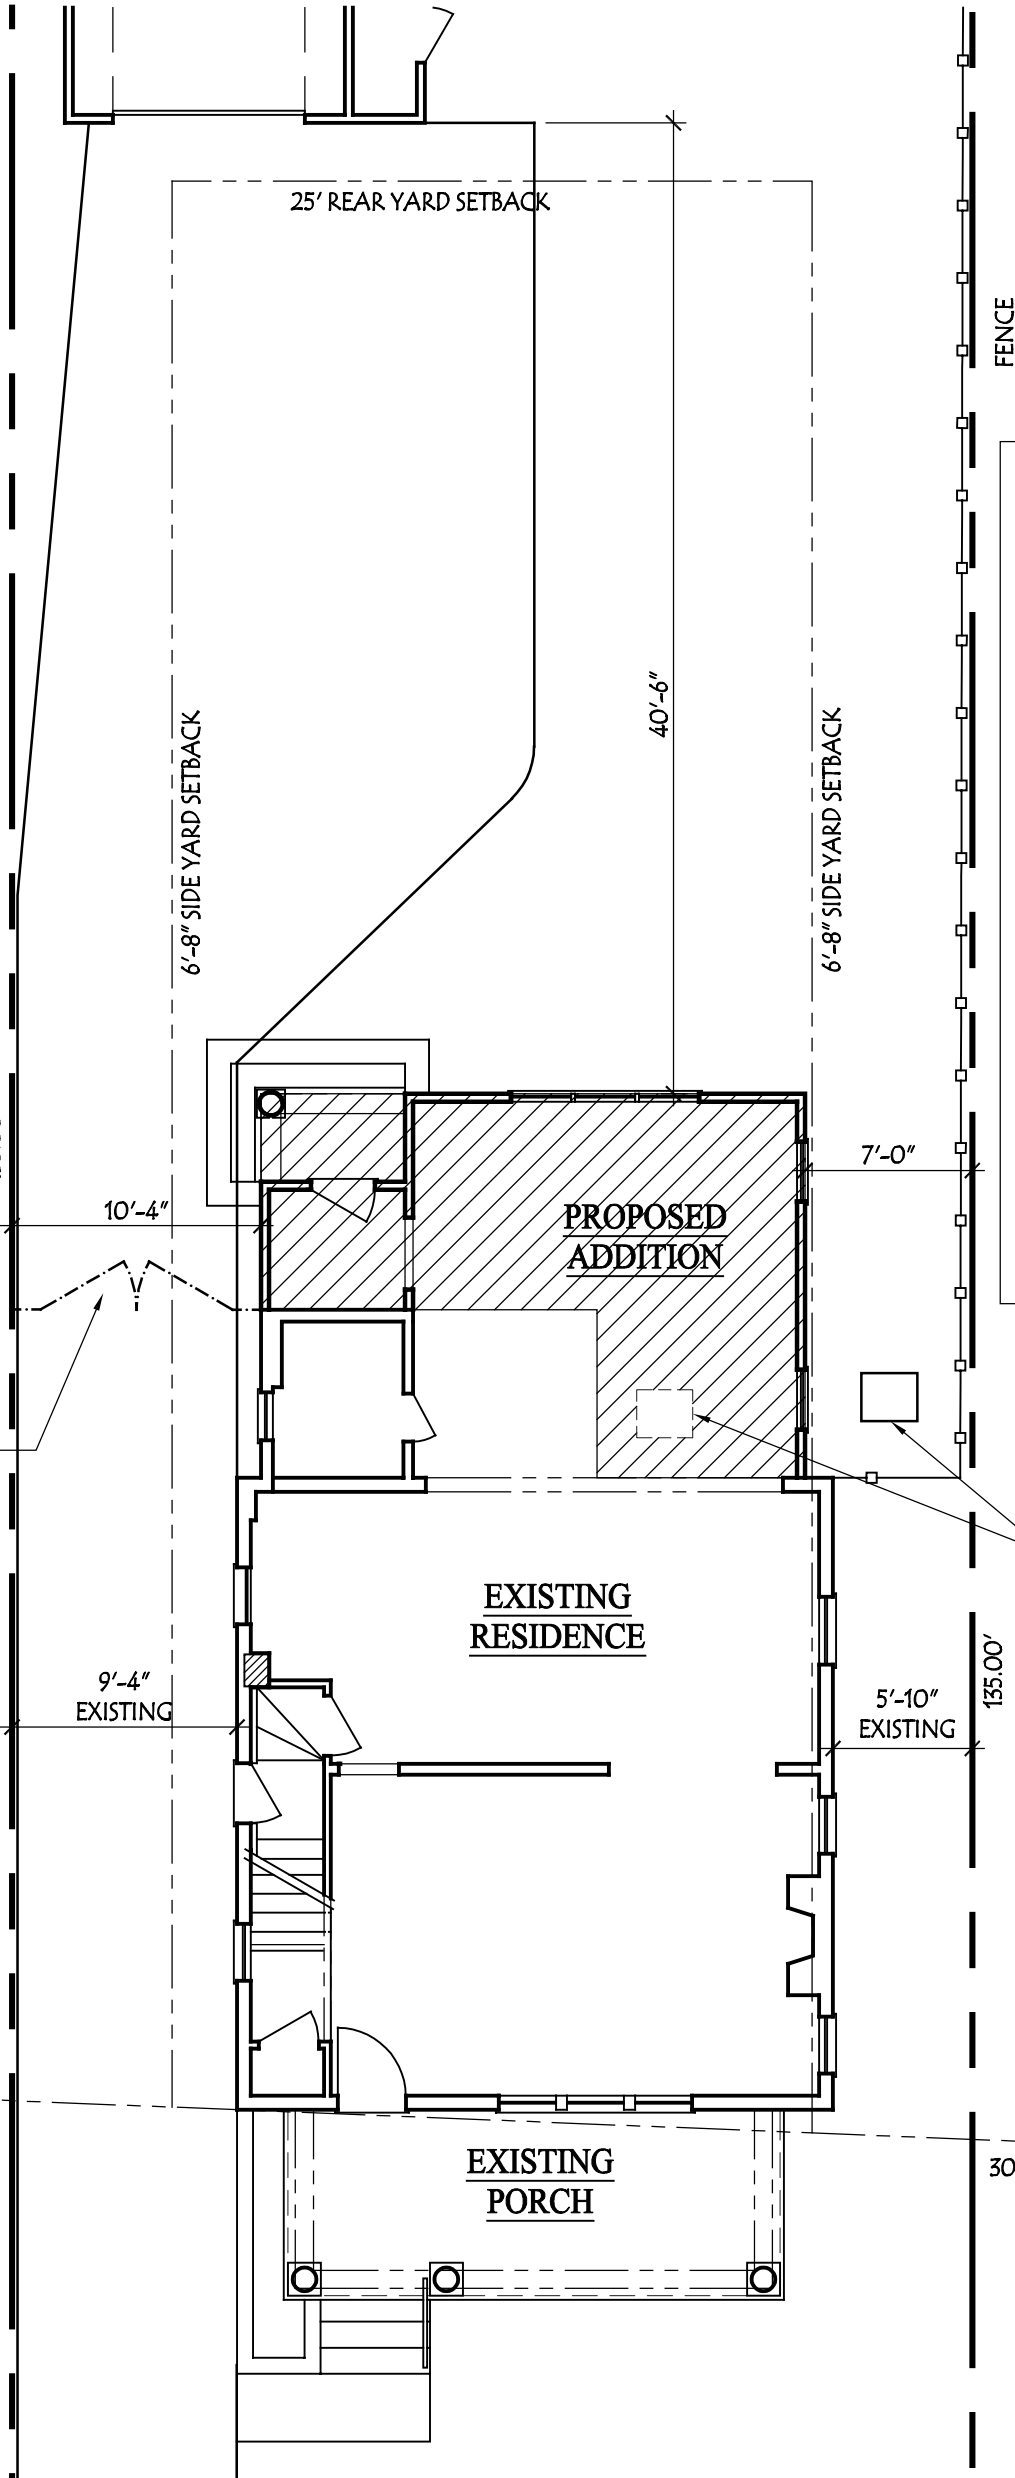 25' REAR YARD SETBACK
FENCE
40'-6"
6'-8" SIDE YARD SETBACK
6'-8" SIDE YARD SETBACK
7'-0"
10'-4"
PROPOSED
ADDITION
EXISTING
RESIDENCE
9'-4"
EXISTING
5'-10"
EXISTING
135.00'
EXISTING
PORCH
30